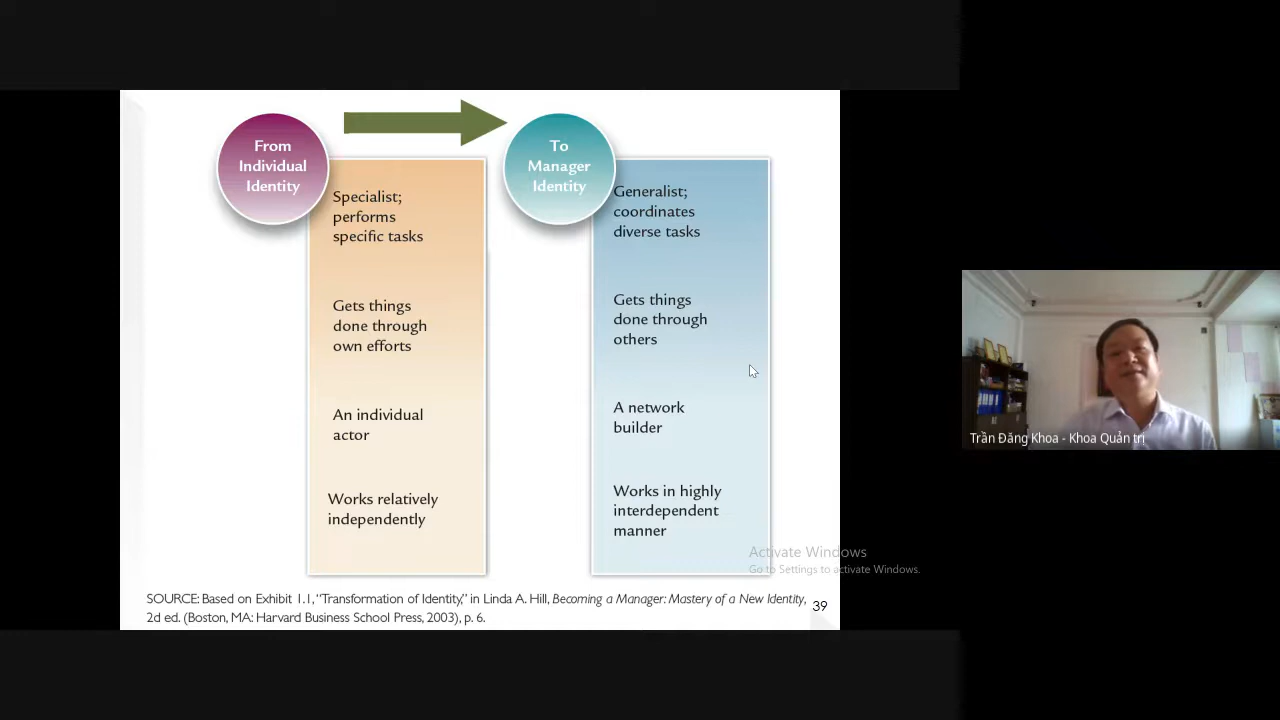 From
Individual
Identity
To
Manager
Identity
Specialist;
performs
specific tasks
Gets things
done through
own efforts
An individual
actor
Works relatively
independently
Generalist;
coordinates
diverse tasks
Gets things
done through
others
A network
builder
Works in highly
interdependent
manner
SOURCE: Based on Exhibit 1.1, “Transformation of Identity,” in Linda A. Hill, Becoming a Manager: Mastery of a New Identity,
2d ed. (Boston, MA: Harvard Business School Press, 2003), p. 6.
39
Activate Windows
Go to Settings to activate Windows.
Trần Đăng Khoa - Khoa Quản trị